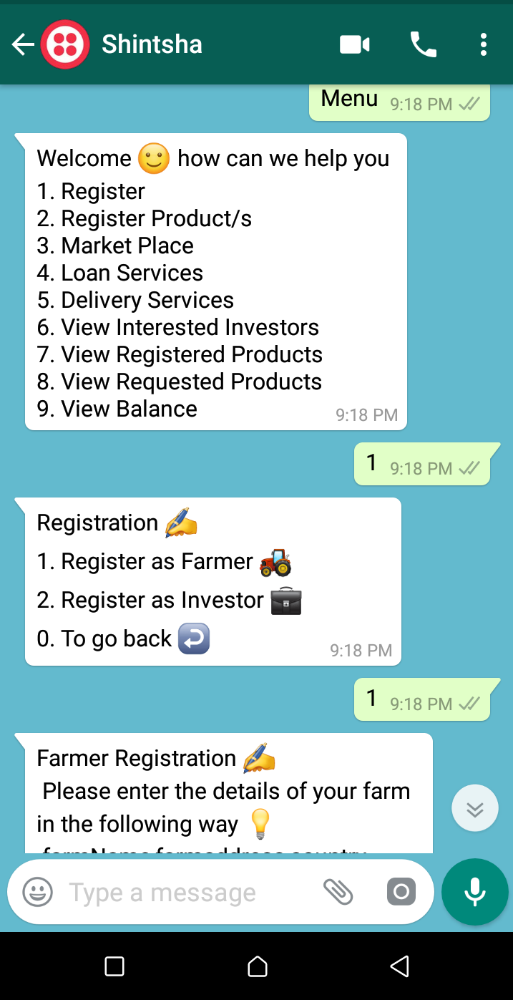 Shintsha
Menu 9:18 PM
Welcome 🙂 how can we help you
1. Register
2. Register Product/s
3. Market Place
4. Loan Services
5. Delivery Services
6. View Interested Investors
7. View Registered Products
8. View Requested Products
9. View Balance
9:18 PM
1 9:18 PM
Registration ✍
1. Register as Farmer 🚜
2. Register as Investor 💼
0. To go back ↩
9:18 PM
1 9:18 PM
Farmer Registration ✍
Please enter the details of your farm
in the following way 💡
Type a message